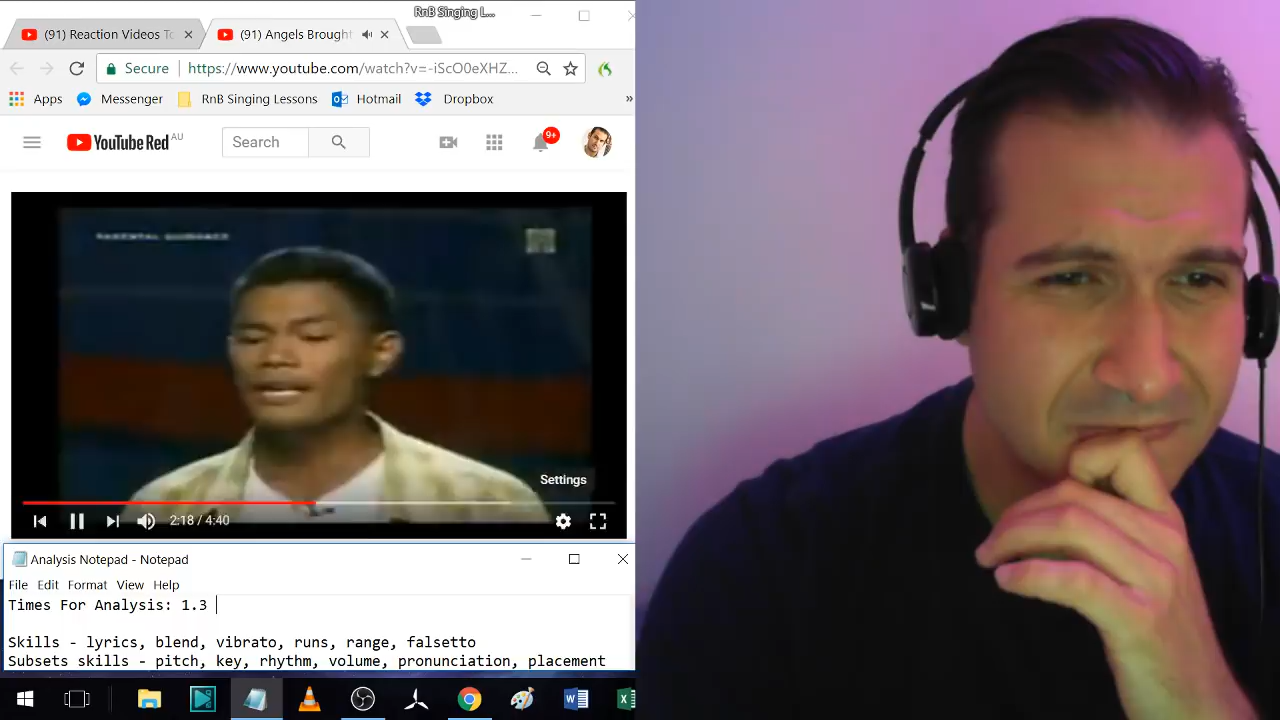 RnB Singing L...
(91) Reaction Videos To
(91) Angels Brought
Secure
https://www.youtube.com/watch?v=-iScO0eXHZ...
Apps
Messenger
RnB Singing Lessons
Hotmail
Dropbox
»
YouTube Red AU
Search
9+
PARENTAL GUIDANCE
Settings
2:18 / 4:40
Analysis Notepad - Notepad
File Edit Format View Help
Times For Analysis: 1.3
Skills - lyrics, blend, vibrato, runs, range, falsetto
Subsets skills - pitch, key, rhythm, volume, pronunciation, placement